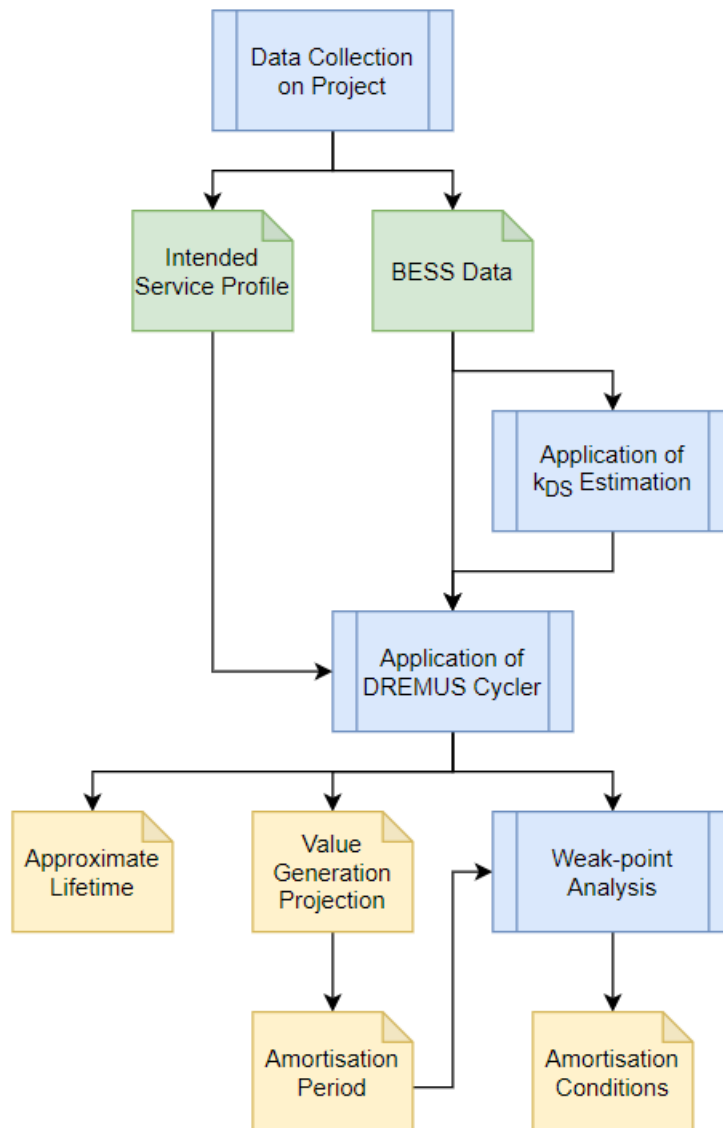 Data Collection
on Project
Intended
Service Profile
BESS Data
Application of
kDS Estimation
Application of
DREMUS Cycler
Approximate
Lifetime
Value
Generation
Projection
Weak-point
Analysis
Amortisation
Period
Amortisation
Conditions